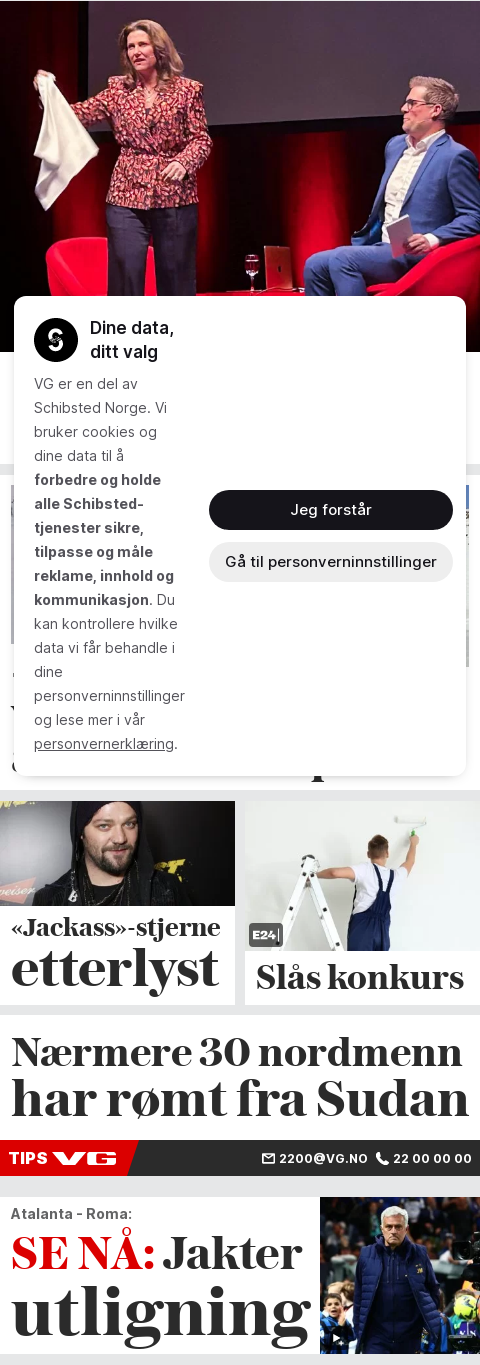 Dine data,
ditt valg
VG er en del av
Schibsted Norge. Vi
bruker cookies og
dine data til å
forbedre og holde
alle Schibsted-
tjenester sikre,
tilpasse og måle
reklame, innhold og
kommunikasjon. Du
kan kontrollere hvilke
data vi får behandle i
dine
personverninnstillinger
og lese mer i vår
personvernerklæring.
Jeg forstår
Gå til personverninnstillinger
«Jackass»-stjerne
etterlyst
E24
Slås konkurs
Nærmere 30 nordmenn
har rømt fra Sudan
TIPS VG
2200@VG.NO 22 00 00 00
Atalanta - Roma:
SE NÅ: Jakter
utligning